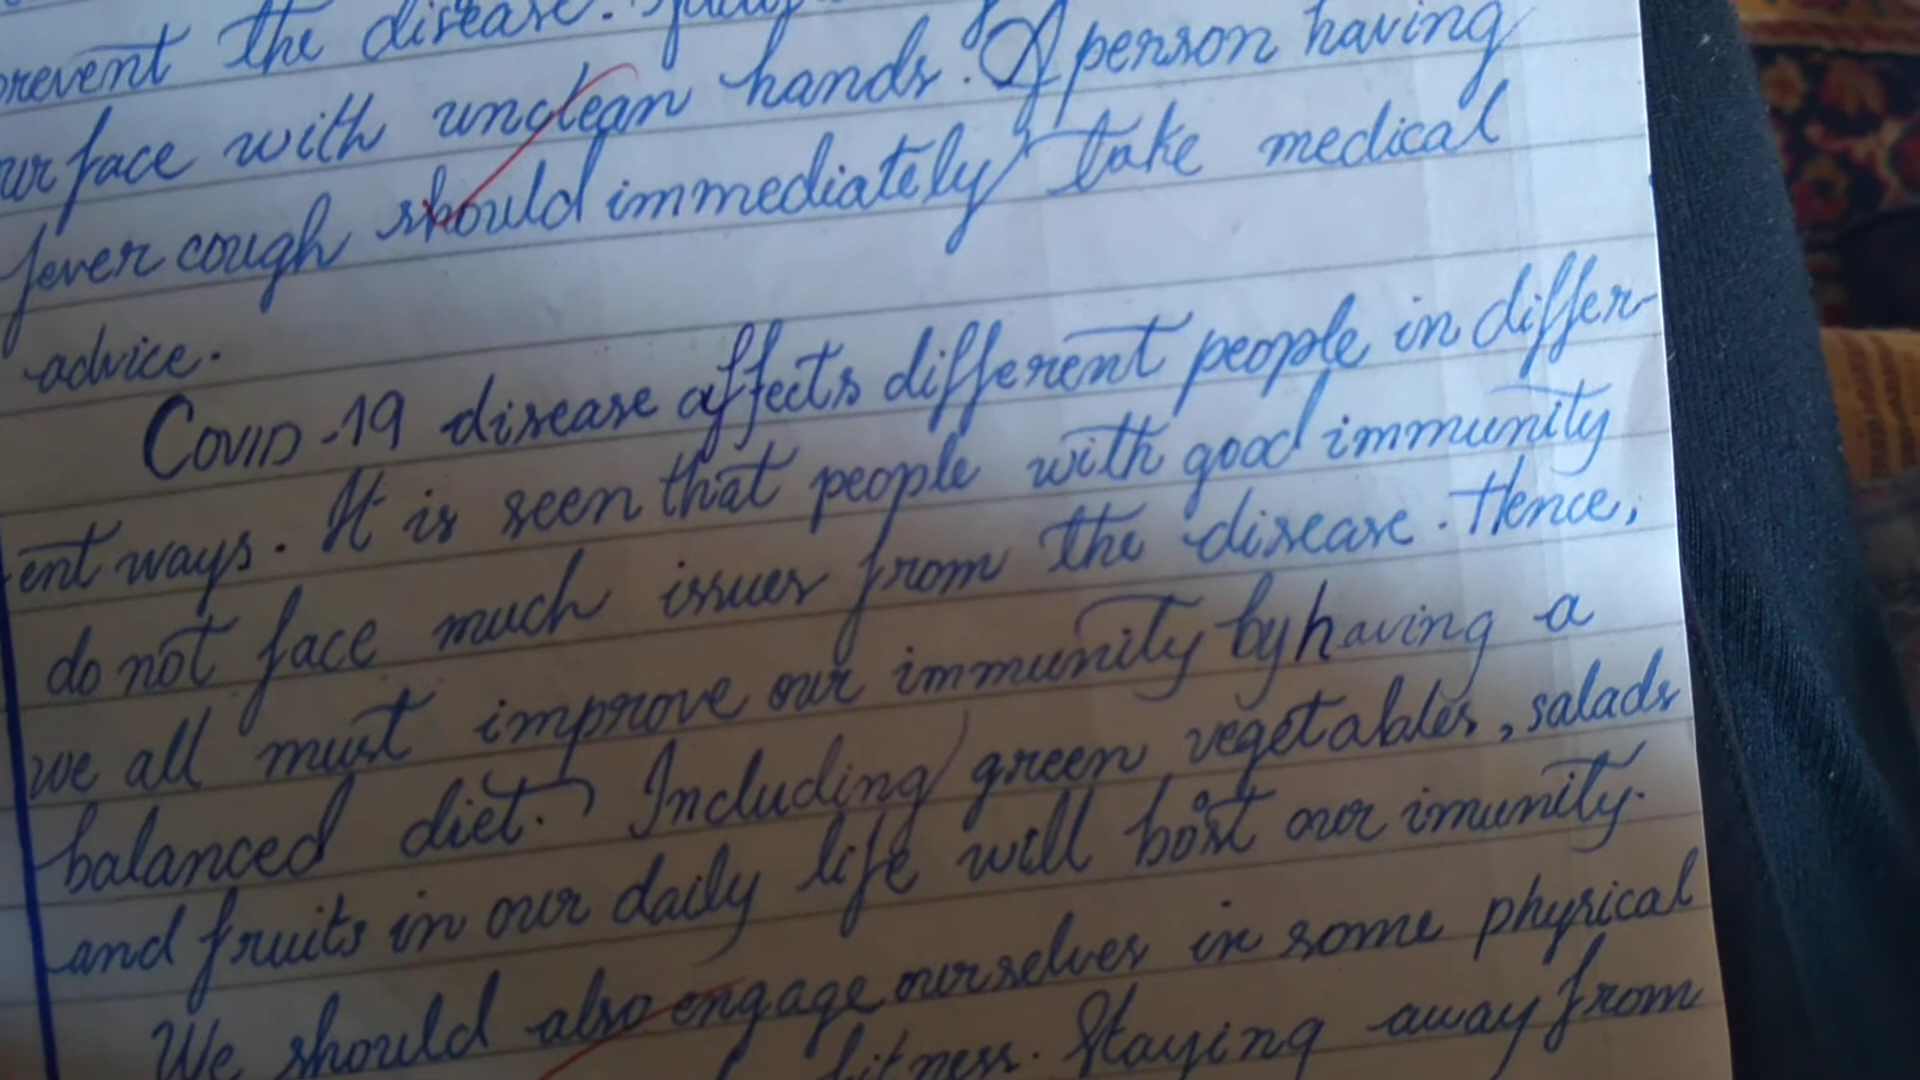 prevent the disease.
our face with unclean hands. A person having
fever cough should immediately take medical
advice.
COVID-19 disease affects different people in differ-
ent ways. It is seen that people with good immunity
do not face much issues from the disease. Hence,
we all must improve our immunity by having a
balanced diet. Including green vegetables, salads
and fruits in our daily life will bost our imunity.
We should also engage ourselves in some physical
fitness. Staying away from